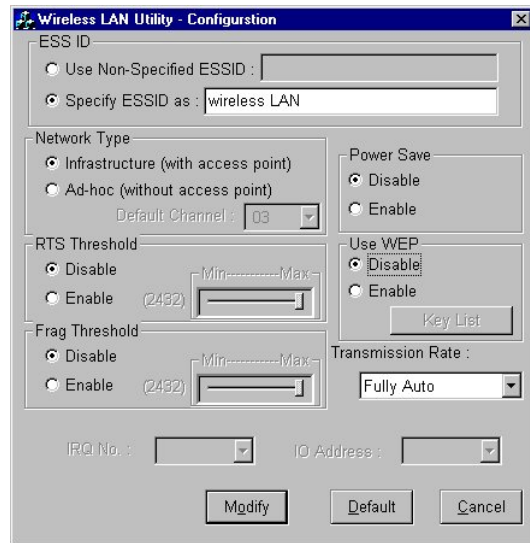 Wireless LAN Utility - Configurstion
ESS ID
Use Non-Specified ESSID :
Specify ESSID as : wireless LAN
Network Type
Infrastructure (with access point)
Ad-hoc (without access point)
Default Channel : 03
Power Save
Disable
Enable
RTS Threshold
Disable
Enable (2432)
Min-----------Max
Use WEP
Disable
Enable
Key List
Frag Threshold
Disable
Enable (2432)
Min-----------Max
Transmission Rate :
Fully Auto
IRQ No. :
IO Address :
Modify
Default
Cancel